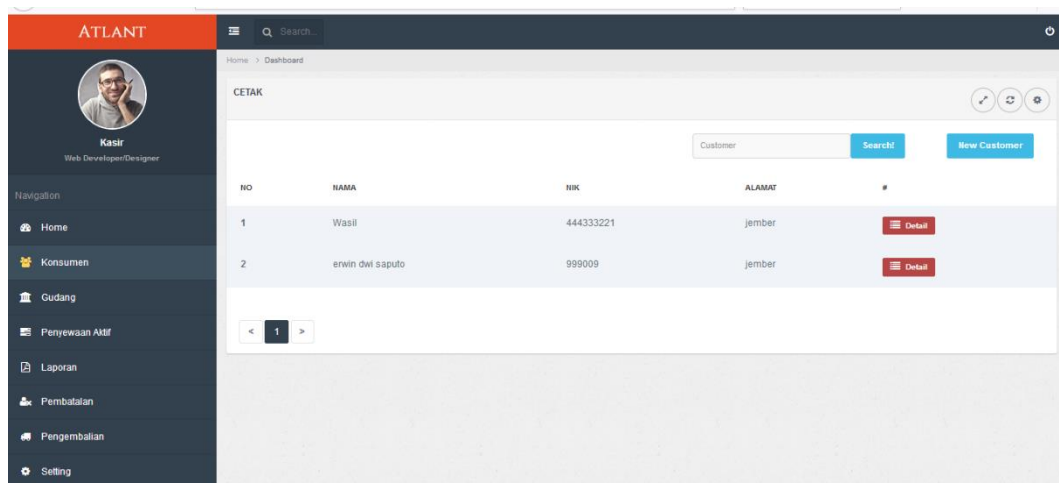 ATLANT
Search...
Kasir
Web Developer/Designer
Navigation
Home
Konsumen
Gudang
Penyewaan Aktif
Laporan
Pembatalan
Pengembalian
Setting
Home > Dashboard
CETAK
Customer Search! New Customer
NO NAMA NIK ALAMAT #
1 Wasil 444333221 jember Detail
2 erwin dwi saputo 999009 jember Detail
< 1 >